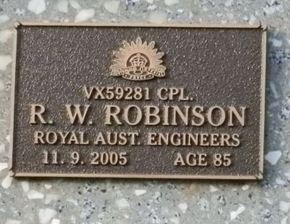 VX59281 CPL.
R. W. ROBINSON
ROYAL AUST. ENGINEERS
11. 9. 2005 AGE 85